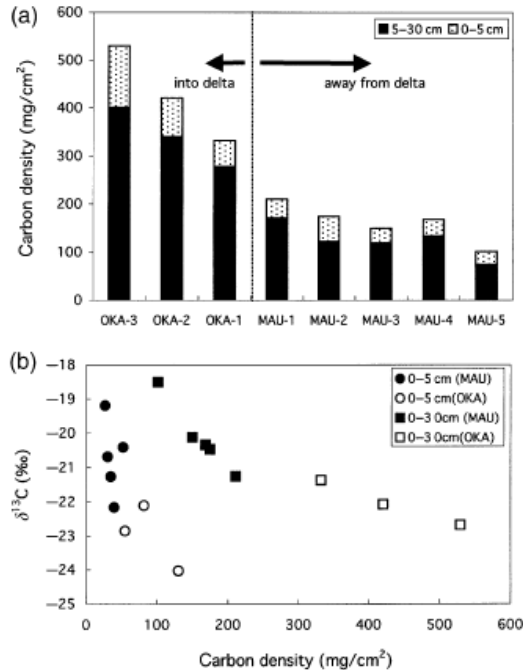 (a)
600
500
400
300
200
100
0
Carbon density (mg/cm²)
5–30 cm 0–5 cm
into delta away from delta
OKA-3 OKA-2 OKA-1 MAU-1 MAU-2 MAU-3 MAU-4 MAU-5
(b)
−18
−19
−20
−21
−22
−23
−24
−25
δ¹³C (‰)
0–5 cm (MAU)
0–5 cm(OKA)
0–3 0cm (MAU)
0–3 0cm(OKA)
0 100 200 300 400 500 600
Carbon density (mg/cm²)